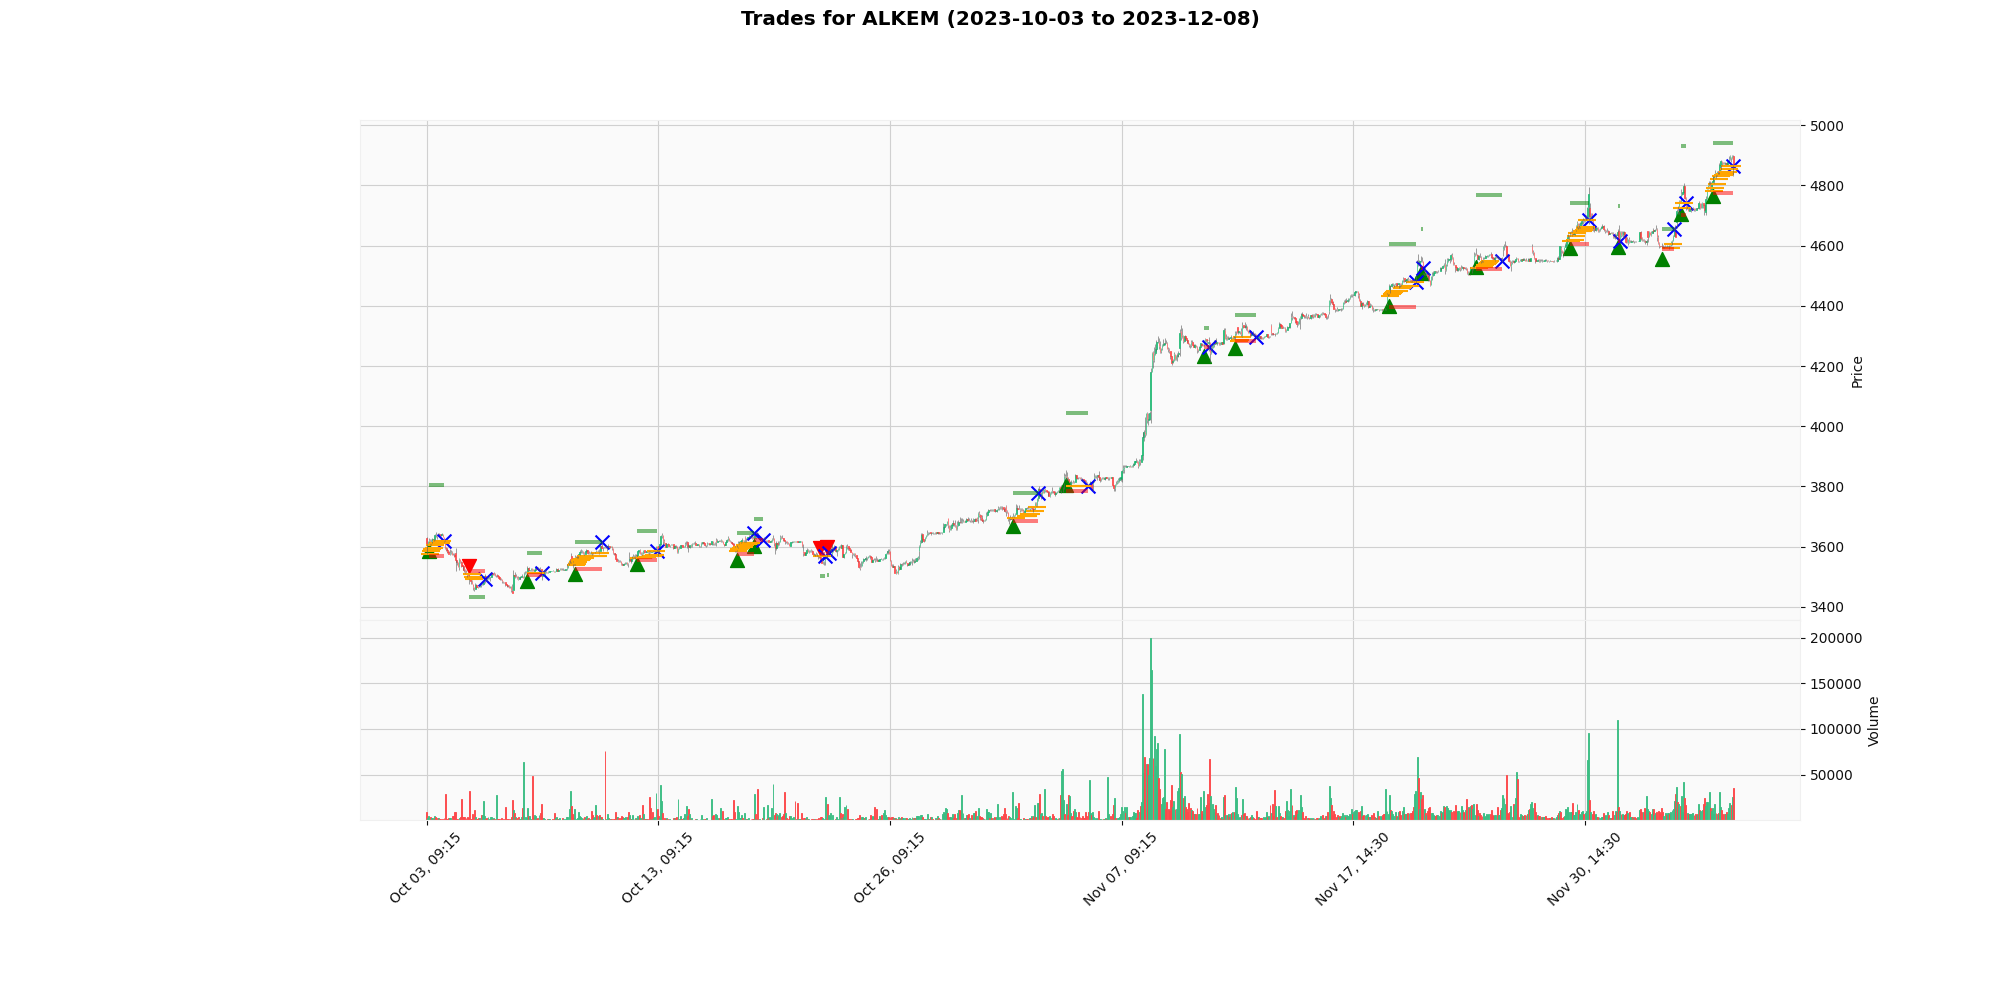 Trades for ALKEM (2023-10-03 to 2023-12-08)
5000
4800
4600
4400
4200
4000
3800
3600
3400
Price
200000
150000
100000
50000
Volume
Oct 03, 09:15
Oct 13, 09:15
Oct 26, 09:15
Nov 07, 09:15
Nov 17, 14:30
Nov 30, 14:30